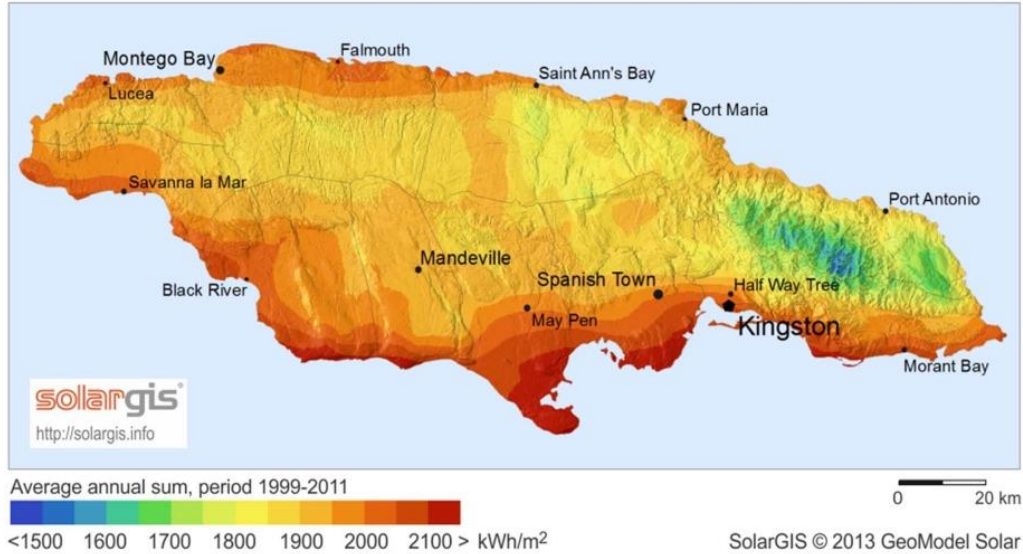 Falmouth
Montego Bay
Saint Ann's Bay
Lucea
Port Maria
Savanna la Mar
Port Antonio
Mandeville
Spanish Town
Half Way Tree
Black River
May Pen
Kingston
Morant Bay
solargis®
http://solargis.info
Average annual sum, period 1999-2011
0 20 km
<1500 1600 1700 1800 1900 2000 2100 > kWh/m²
SolarGIS © 2013 GeoModel Solar